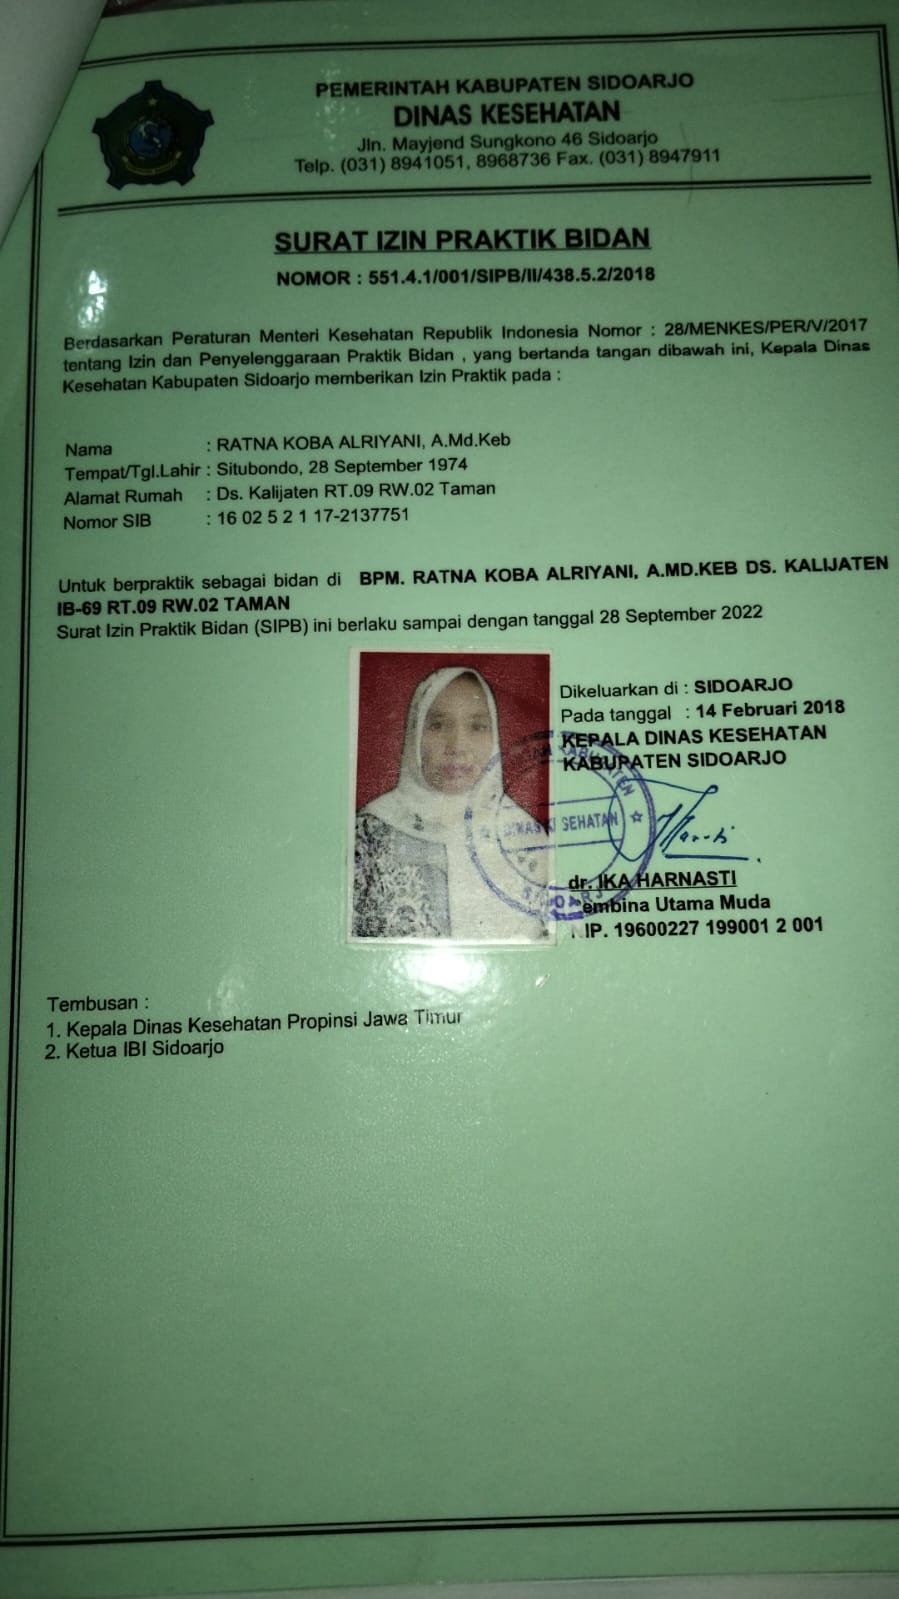 PEMERINTAH KABUPATEN SIDOARJO
DINAS KESEHATAN
Jln. Mayjend Sungkono 46 Sidoarjo
Telp. (031) 8941051, 8968736 Fax. (031) 8947911
SURAT IZIN PRAKTIK BIDAN
NOMOR : 551.4.1/001/SIPB/II/438.5.2/2018
Berdasarkan Peraturan Menteri Kesehatan Republik Indonesia Nomor : 28/MENKES/PER/V/2017
tentang Izin dan Penyelenggaraan Praktik Bidan , yang bertanda tangan dibawah ini, Kepala Dinas
Kesehatan Kabupaten Sidoarjo memberikan Izin Praktik pada :
Nama : RATNA KOBA ALRIYANI, A.Md.Keb
Tempat/Tgl.Lahir : Situbondo, 28 September 1974
Alamat Rumah : Ds. Kalijaten RT.09 RW.02 Taman
Nomor SIB : 16 02 5 2 1 17-2137751
Untuk berpraktik sebagai bidan di BPM. RATNA KOBA ALRIYANI, A.MD.KEB DS. KALIJATEN
IB-69 RT.09 RW.02 TAMAN
Surat Izin Praktik Bidan (SIPB) ini berlaku sampai dengan tanggal 28 September 2022
Dikeluarkan di : SIDOARJO
Pada tanggal : 14 Februari 2018
KEPALA DINAS KESEHATAN
KABUPATEN SIDOARJO
DINAS KESEHATAN
dr. IKA HARNASTI
Pembina Utama Muda
NIP. 19600227 199001 2 001
Tembusan :
1. Kepala Dinas Kesehatan Propinsi Jawa Timur
2. Ketua IBI Sidoarjo